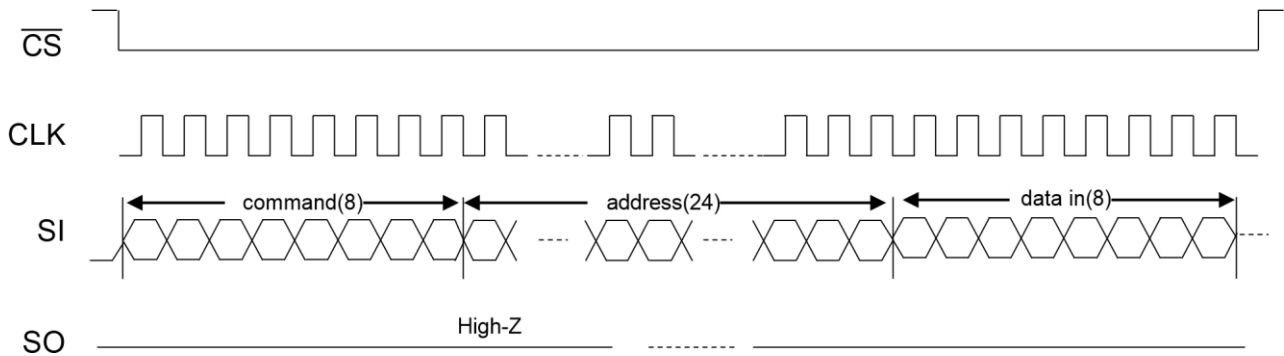 CS
CLK
command(8) address(24) data in(8)
SI
High-Z
SO